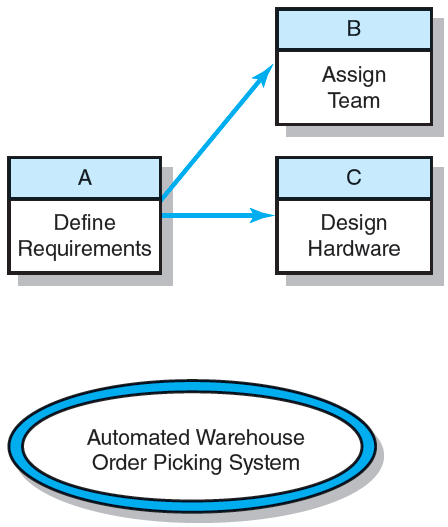 B
Assign
Team
A
Define
Requirements
C
Design
Hardware
Automated Warehouse
Order Picking System